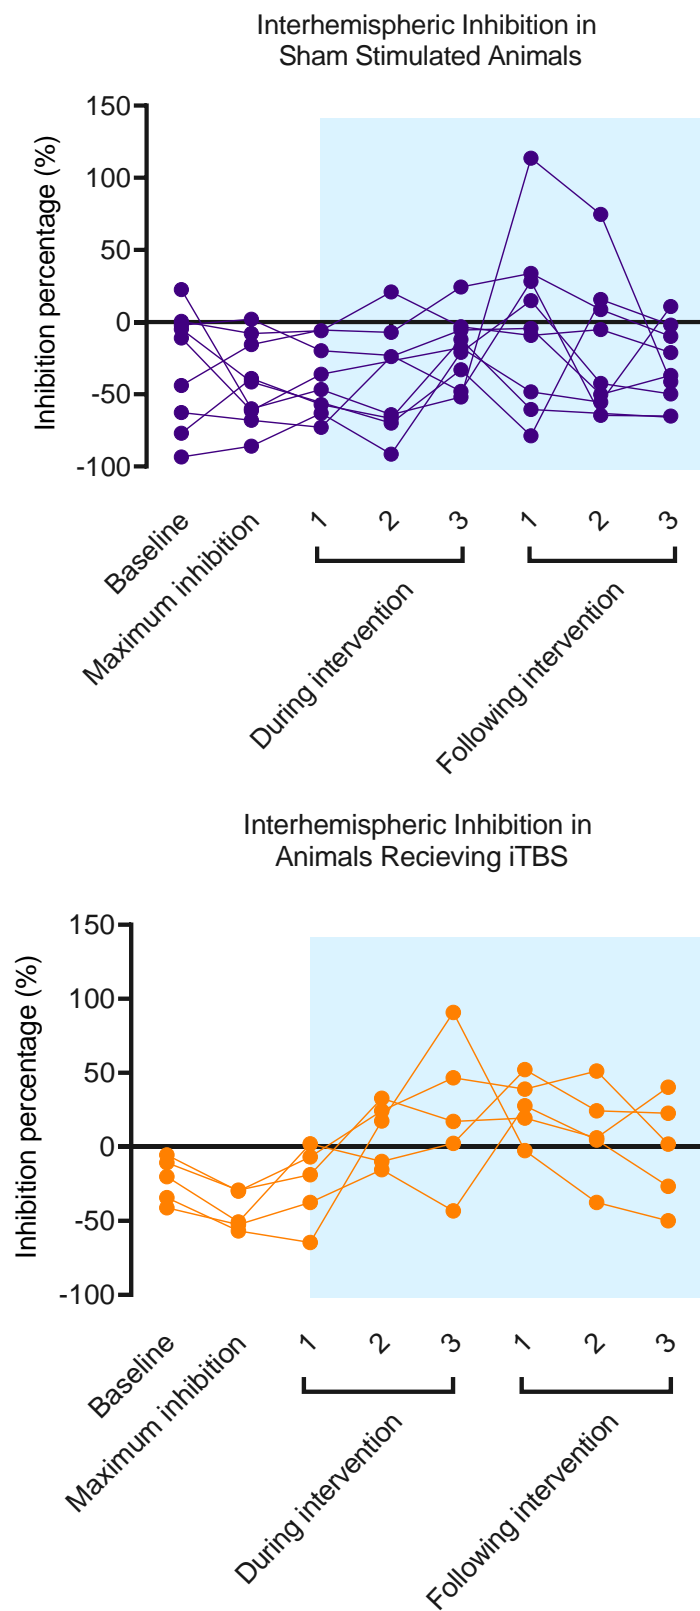 Interhemispheric Inhibition in
Sham Stimulated Animals
Inhibition percentage (%)
150
100
50
0
-50
-100
Baseline
Maximum inhibition
1
2
3
1
2
3
During intervention
Following intervention
Interhemispheric Inhibition in
Animals Recieving iTBS
Inhibition percentage (%)
150
100
50
0
-50
-100
Baseline
Maximum inhibition
1
2
3
1
2
3
During intervention
Following intervention